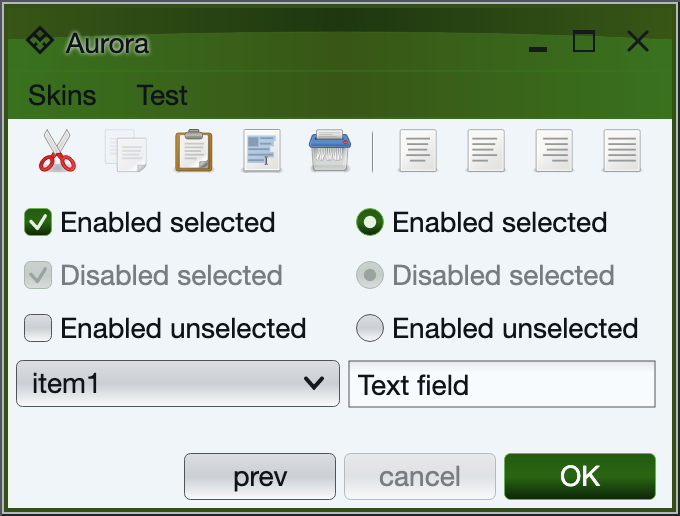 Aurora
Skins Test
Enabled selected Enabled selected
Disabled selected Disabled selected
Enabled unselected Enabled unselected
item1 Text field
prev cancel OK